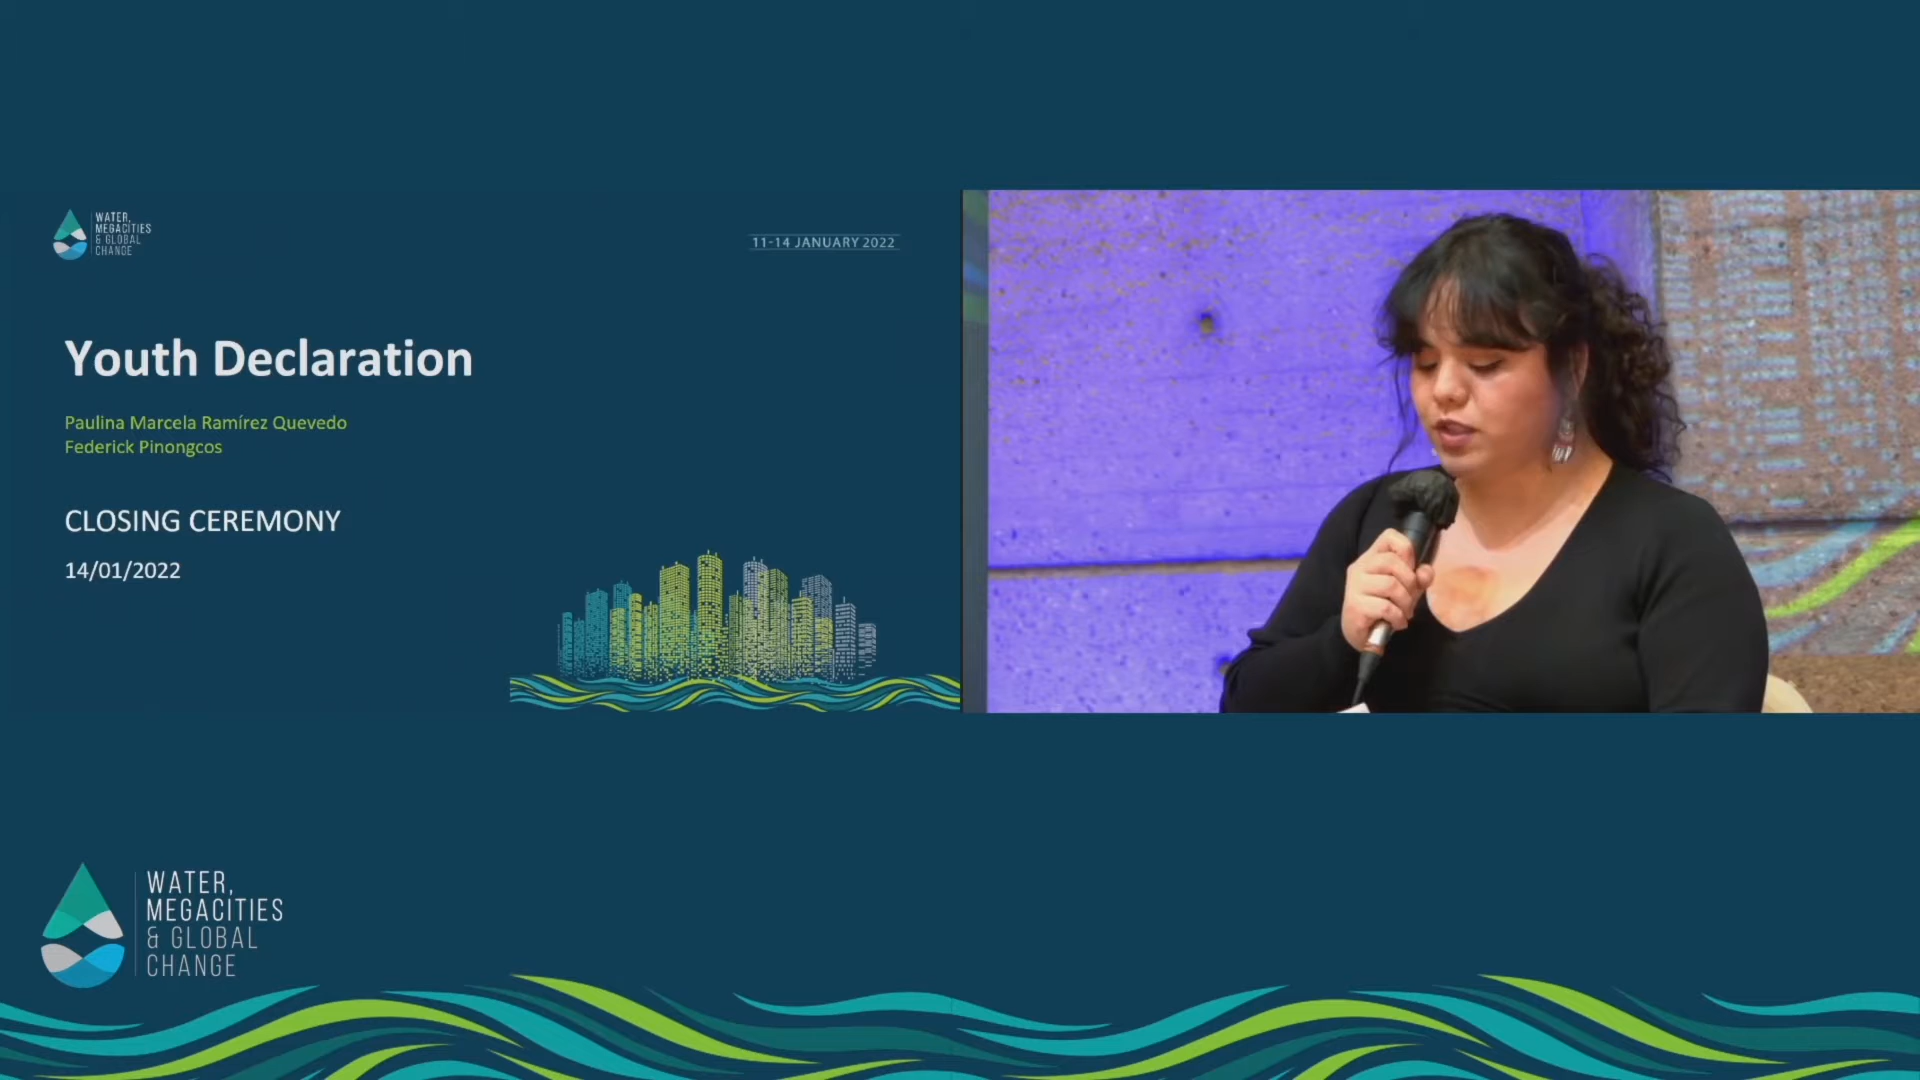 WATER,
MEGACITIES
& GLOBAL
CHANGE
11-14 JANUARY 2022
Youth Declaration
Paulina Marcela Ramírez Quevedo
Federick Pinongcos
CLOSING CEREMONY
14/01/2022
WATER,
MEGACITIES
& GLOBAL
CHANGE